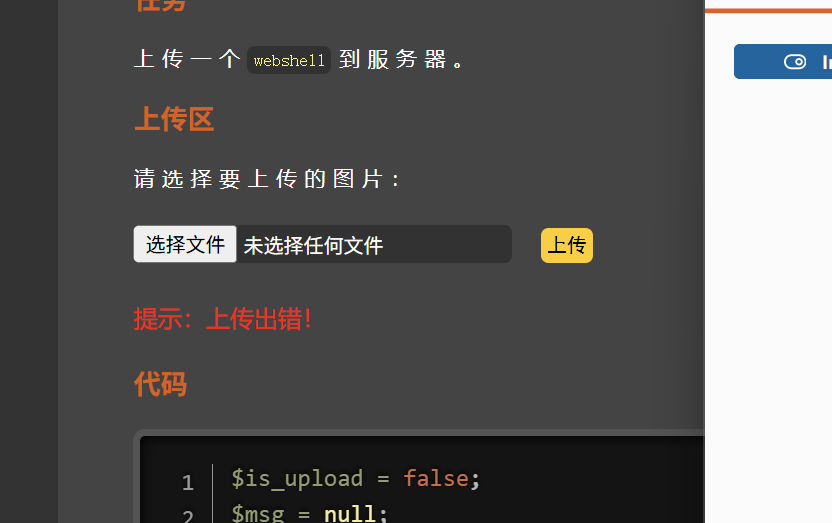 任务
上传一个 webshell 到服务器。
上传区
请选择要上传的图片：
选择文件 未选择任何文件 上传
提示：上传出错！
代码
1 $is_upload = false;
2 $msg = null;